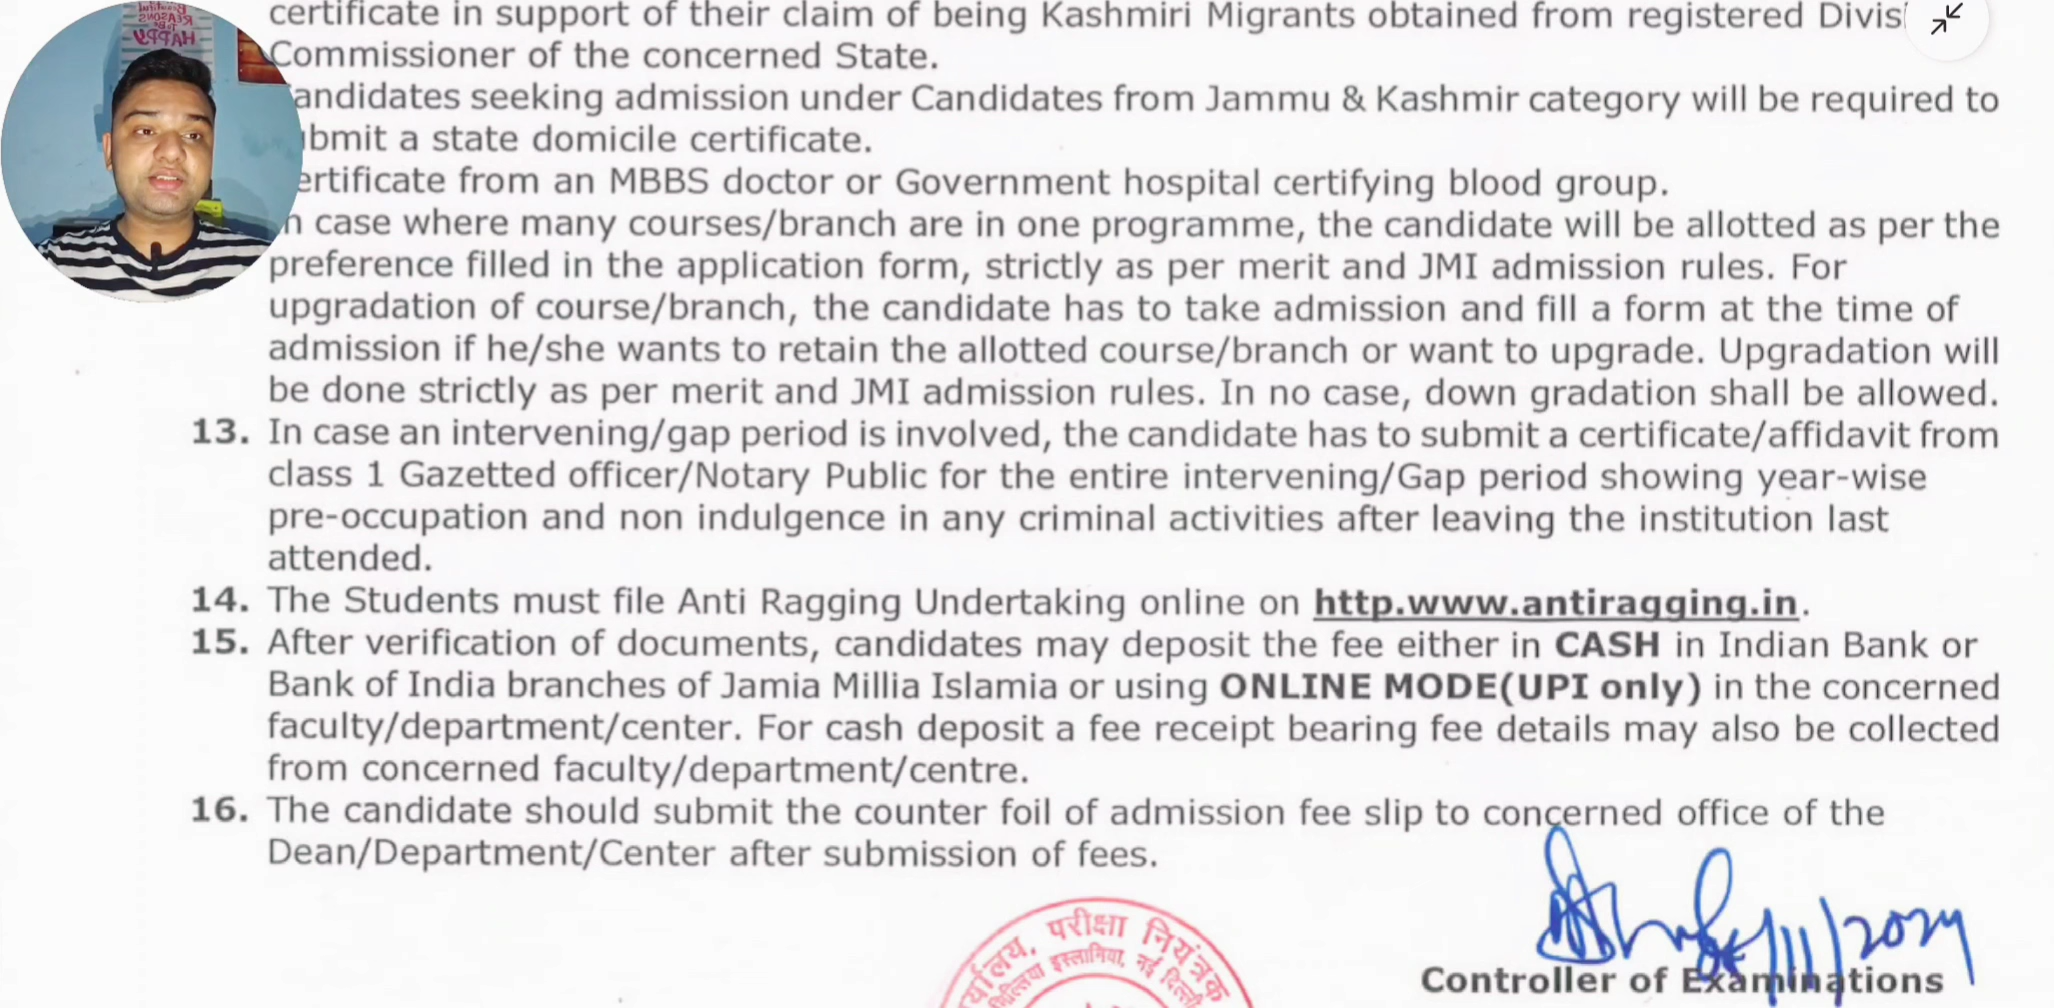 Beautiful
REASONS
to Be
HAPPY
certificate in support of their claim of being Kashmiri Migrants obtained from registered
Commissioner of the concerned State.
andidates seeking admission under Candidates from Jammu & Kashmir category will be required to
bmit a state domicile certificate.
ertificate from an MBBS doctor or Government hospital certifying blood group.
n case where many courses/branch are in one programme, the candidate will be allotted as per the
preference filled in the application form, strictly as per merit and JMI admission rules. For
upgradation of course/branch, the candidate has to take admission and fill a form at the time of
admission if he/she wants to retain the allotted course/branch or want to upgrade. Upgradation will
be done strictly as per merit and JMI admission rules. In no case, down gradation shall be allowed.
13. In case an intervening/gap period is involved, the candidate has to submit a certificate/affidavit from
class 1 Gazetted officer/Notary Public for the entire intervening/Gap period showing year-wise
pre-occupation and non indulgence in any criminal activities after leaving the institution last
attended.
14. The Students must file Anti Ragging Undertaking online on http.www.antiragging.in.
15. After verification of documents, candidates may deposit the fee either in CASH in Indian Bank or
Bank of India branches of Jamia Millia Islamia or using ONLINE MODE(UPI only) in the concerned
faculty/department/center. For cash deposit a fee receipt bearing fee details may also be collected
from concerned faculty/department/centre.
16. The candidate should submit the counter foil of admission fee slip to concerned office of the
Dean/Department/Center after submission of fees.
परीक्षा नियंत्रक
नई दिल्ली
/11/2024
Controller of Examinations